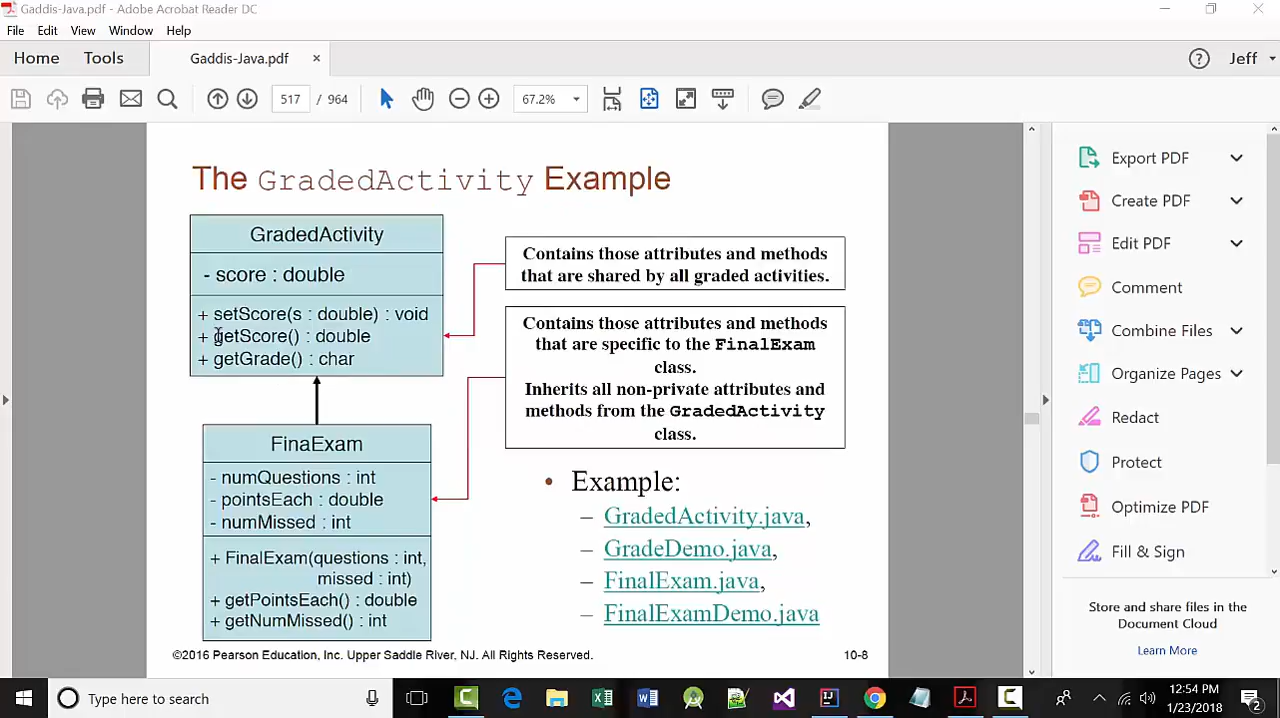 Gaddis-Java.pdf - Adobe Acrobat Reader DC
File Edit View Window Help
Home Tools Gaddis-Java.pdf × ? Jeff
517 / 964 67.2%
The GradedActivity Example
GradedActivity
- score : double
+ setScore(s : double) : void
+ getScore() : double
+ getGrade() : char
Contains those attributes and methods
that are shared by all graded activities.
Contains those attributes and methods
that are specific to the FinalExam
class.
Inherits all non-private attributes and
methods from the GradedActivity
class.
FinaExam
- numQuestions : int
- pointsEach : double
- numMissed : int
+ FinalExam(questions : int,
missed : int)
+ getPointsEach() : double
+ getNumMissed() : int
• Example:
– GradedActivity.java,
– GradeDemo.java,
– FinalExam.java,
– FinalExamDemo.java
©2016 Pearson Education, Inc. Upper Saddle River, NJ. All Rights Reserved.
10-8
Export PDF
Create PDF
Edit PDF
Comment
Combine Files
Organize Pages
Redact
Protect
Optimize PDF
Fill & Sign
Store and share files in the
Document Cloud
Learn More
Type here to search
12:54 PM
1/23/2018
2